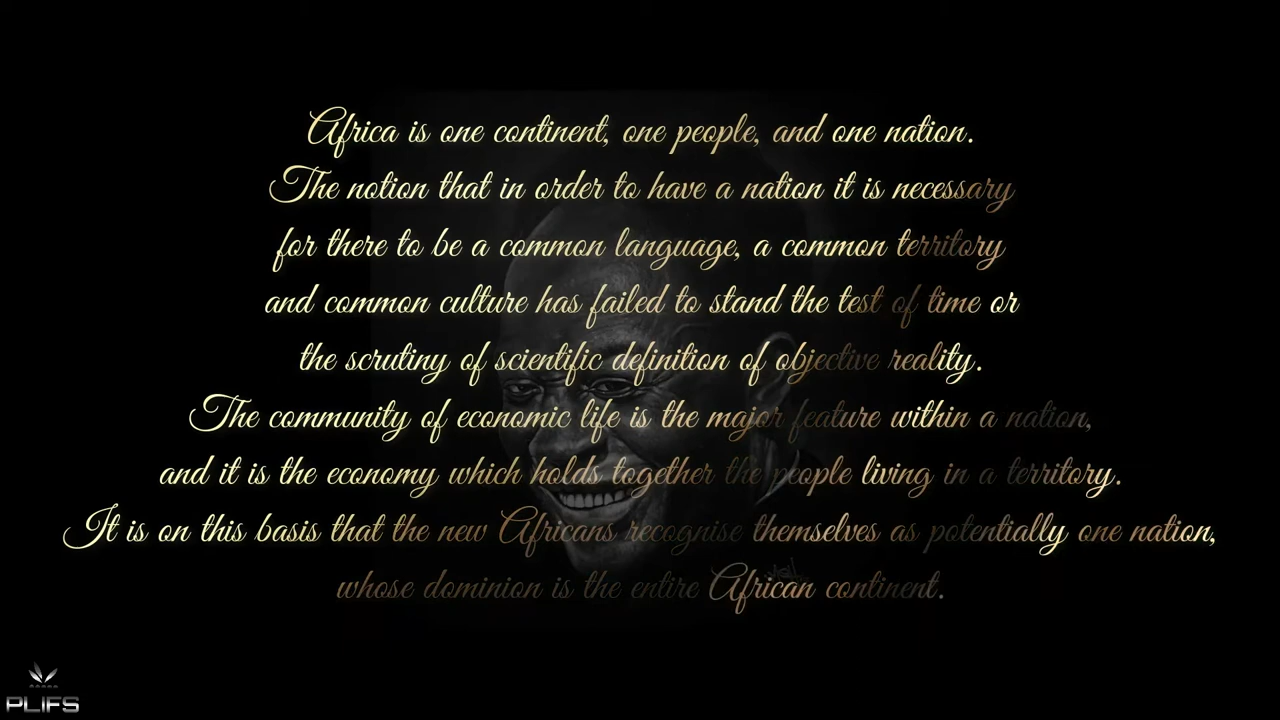 Africa is one continent, one people, and one nation.
The notion that in order to have a nation it is necessary
for there to be a common language, a common territory
and common culture has failed to stand the test of time or
the scrutiny of scientific definition of objective reality.
The community of economic life is the major feature within a nation,
and it is the economy which holds together the people living in a territory.
It is on this basis that the new Africans recognise themselves as potentially one nation,
whose dominion is the entire African continent.
PLIFS